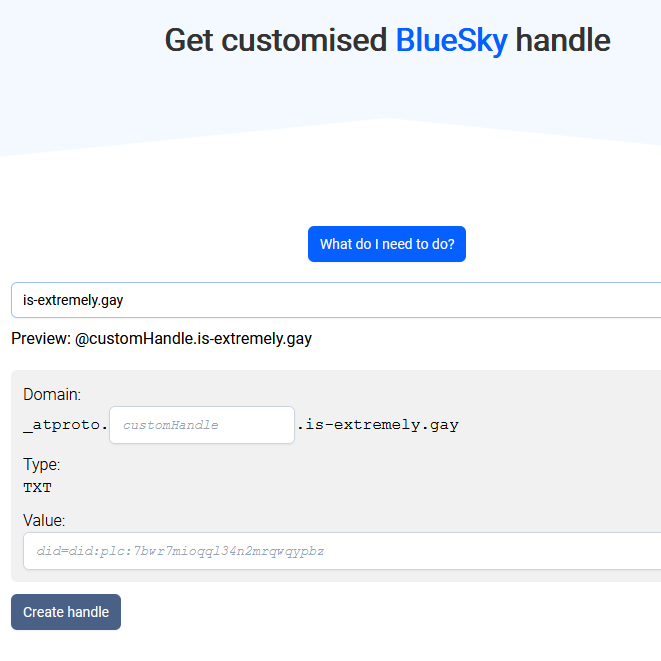 Get customised BlueSky handle
What do I need to do?
is-extremely.gay
Preview: @customHandle.is-extremely.gay
Domain:
_atproto. customHandle .is-extremely.gay
Type:
TXT
Value:
did=did:plc:7bwr7mioqql34n2mrqwqypbz
Create handle